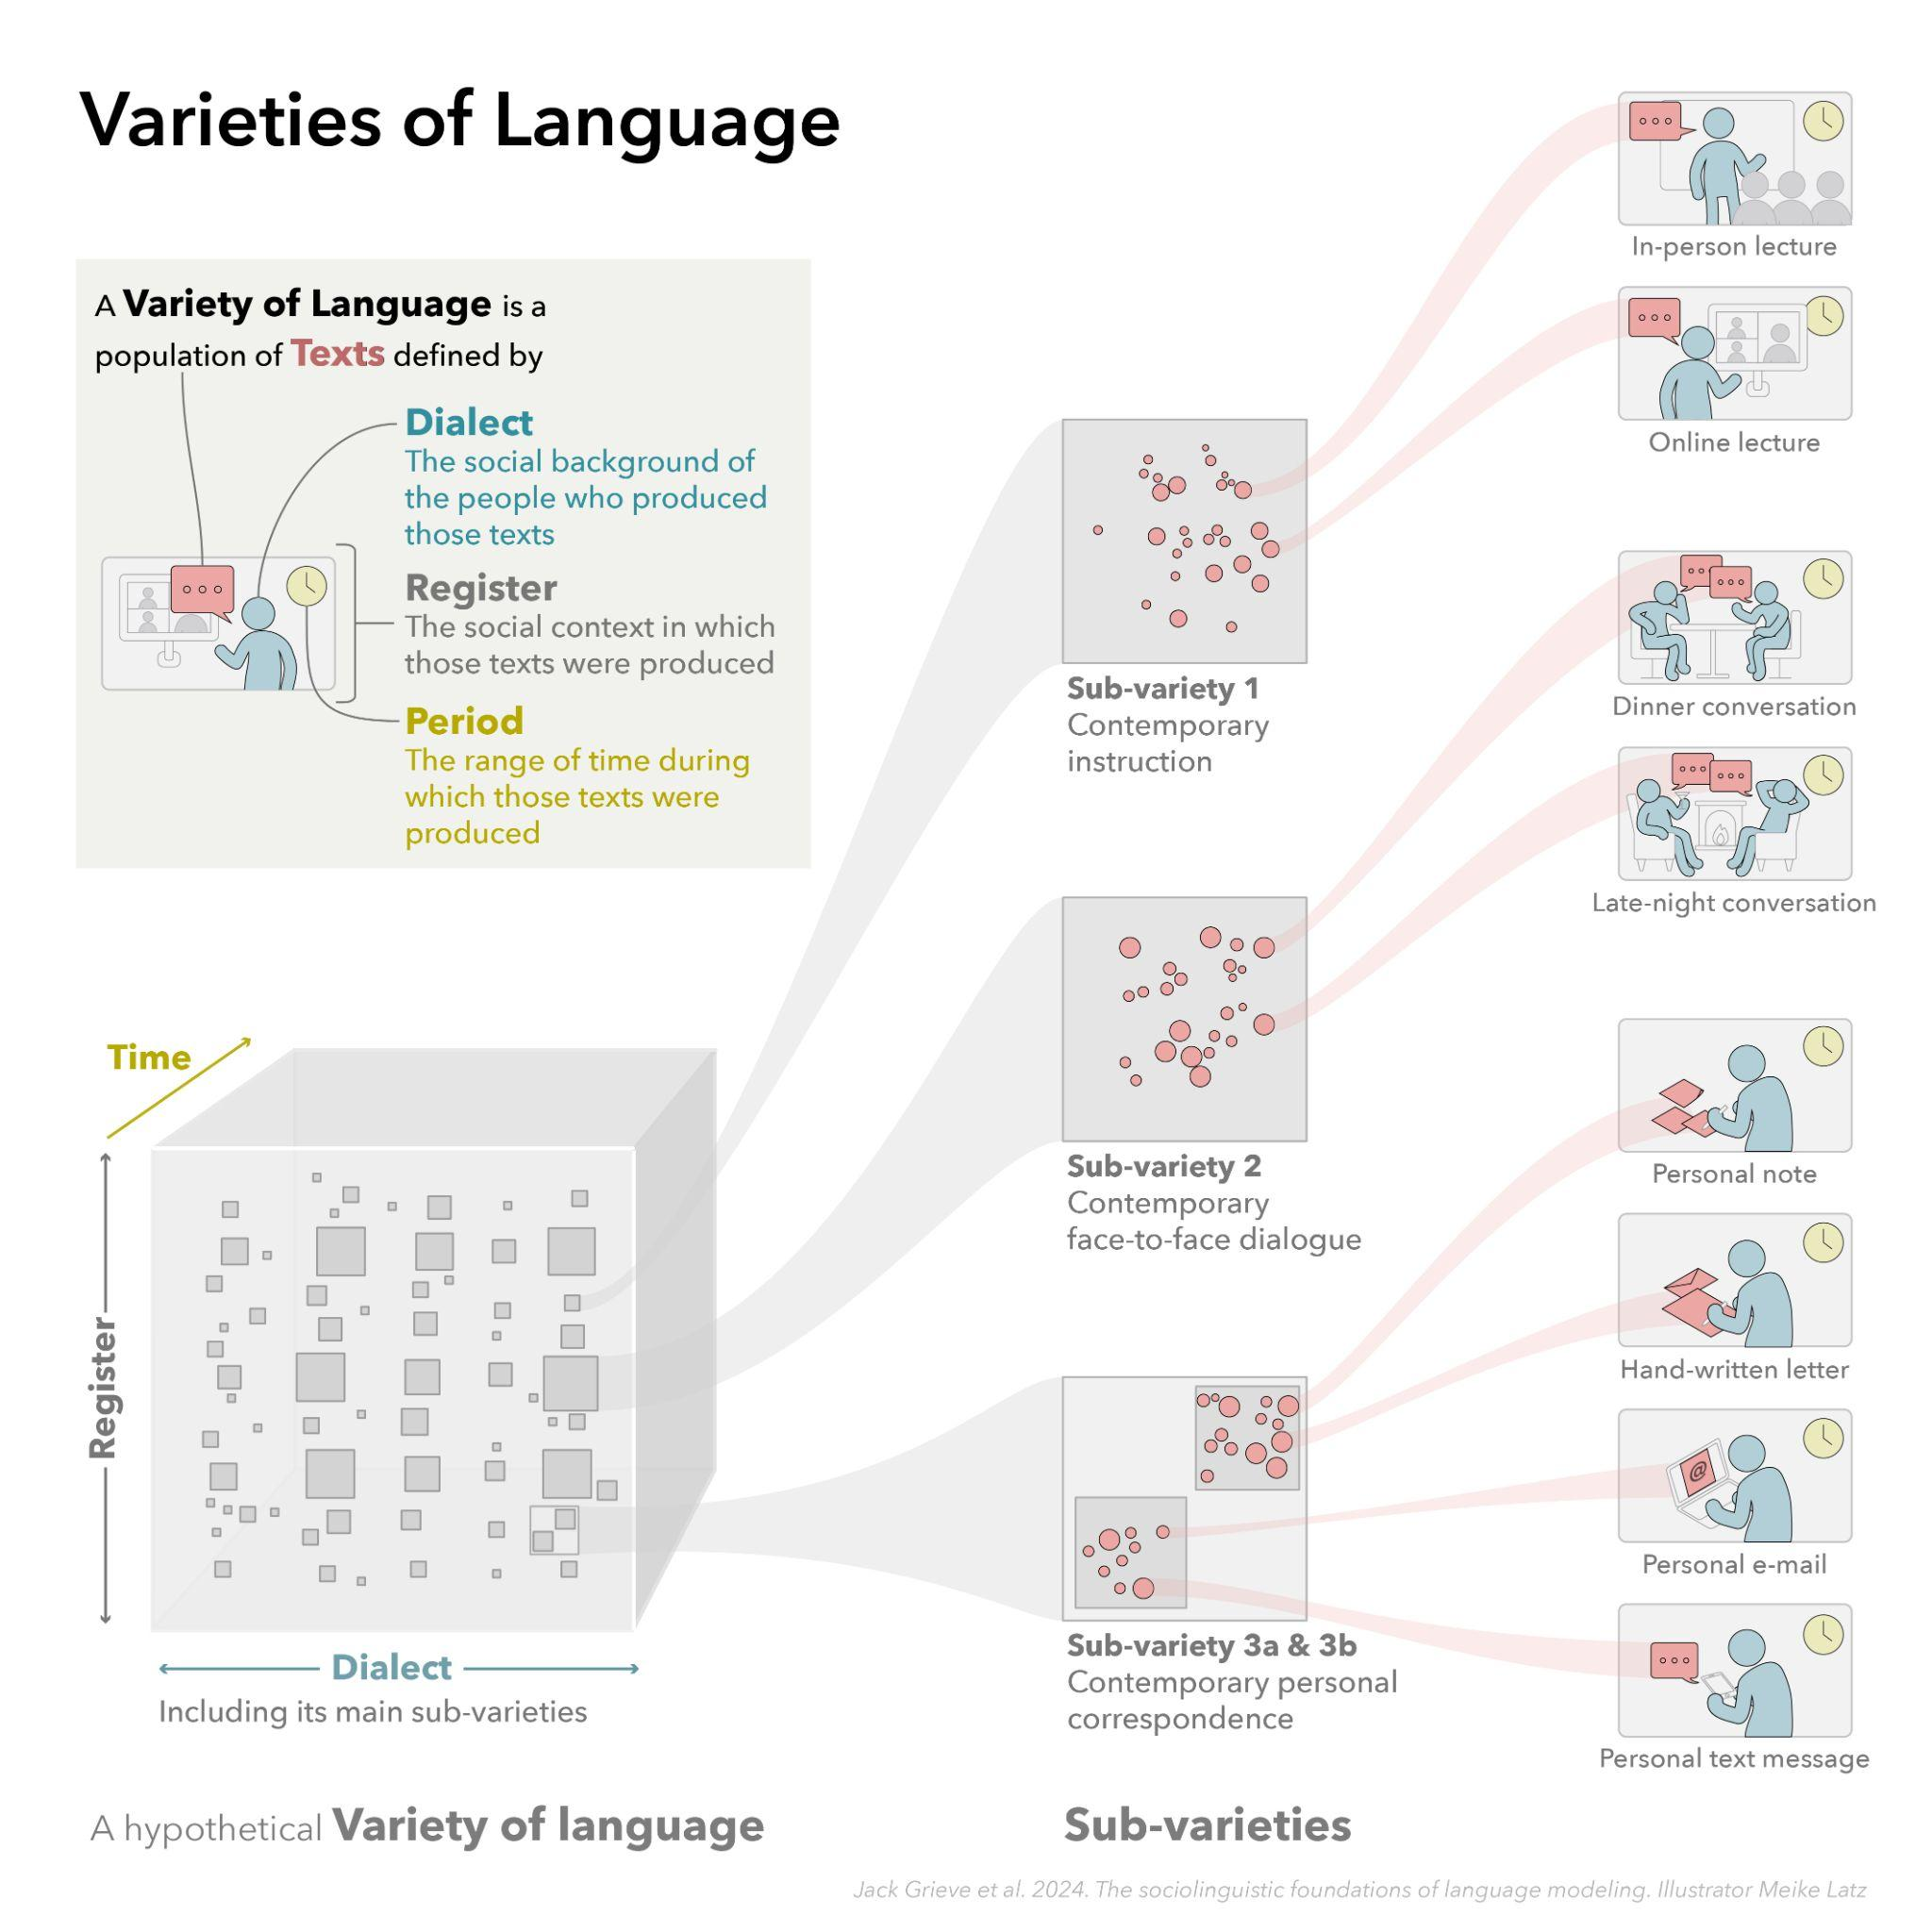 Varieties of Language
A Variety of Language is a
population of Texts defined by
Dialect
The social background of
the people who produced
those texts
Register
The social context in which
those texts were produced
Period
The range of time during
which those texts were
produced
Time
Register
Dialect
Including its main sub-varieties
A hypothetical Variety of language
Sub-variety 1
Contemporary
instruction
Sub-variety 2
Contemporary
face-to-face dialogue
Sub-variety 3a & 3b
Contemporary personal
correspondence
Sub-varieties
In-person lecture
Online lecture
Dinner conversation
Late-night conversation
Personal note
Hand-written letter
@
Personal e-mail
Personal text message
Jack Grieve et al. 2024. The sociolinguistic foundations of language modeling. Illustrator Meike Latz